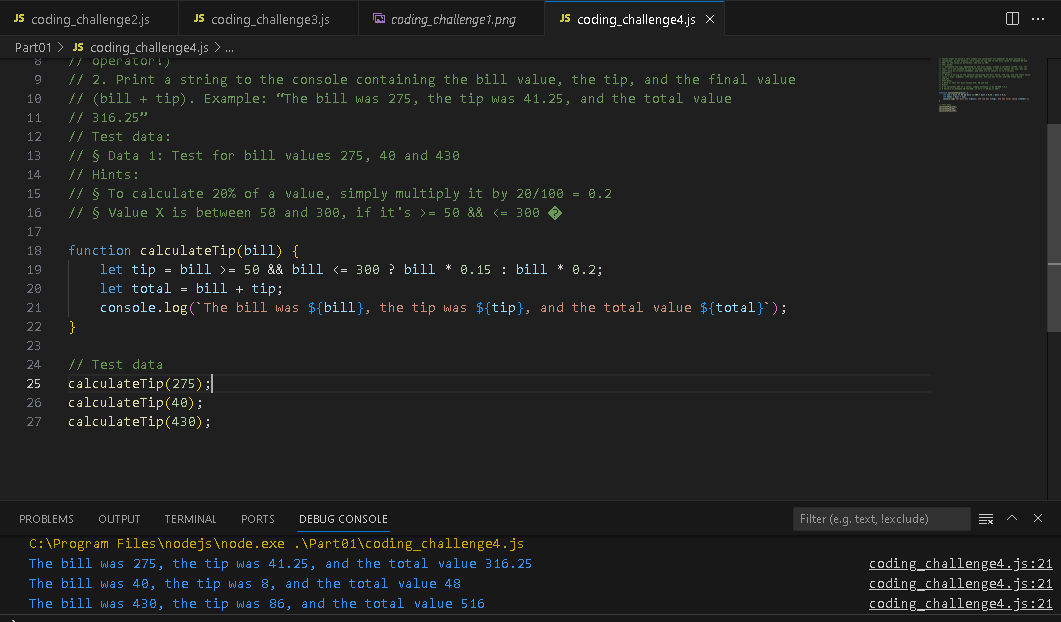 JS coding_challenge2.js JS coding_challenge3.js coding_challenge1.png JS coding_challenge4.js
Part01 > JS coding_challenge4.js > ...
8 // operator!)
9 // 2. Print a string to the console containing the bill value, the tip, and the final value
10 // (bill + tip). Example: “The bill was 275, the tip was 41.25, and the total value
11 // 316.25”
12 // Test data:
13 // § Data 1: Test for bill values 275, 40 and 430
14 // Hints:
15 // § To calculate 20% of a value, simply multiply it by 20/100 = 0.2
16 // § Value X is between 50 and 300, if it's >= 50 && <= 300 �
17
18 function calculateTip(bill) {
19 let tip = bill >= 50 && bill <= 300 ? bill * 0.15 : bill * 0.2;
20 let total = bill + tip;
21 console.log(`The bill was ${bill}, the tip was ${tip}, and the total value ${total}`);
22 }
23
24 // Test data
25 calculateTip(275);
26 calculateTip(40);
27 calculateTip(430);
PROBLEMS OUTPUT TERMINAL PORTS DEBUG CONSOLE Filter (e.g. text, !exclude)
C:\Program Files\nodejs\node.exe .\Part01\coding_challenge4.js
The bill was 275, the tip was 41.25, and the total value 316.25 coding_challenge4.js:21
The bill was 40, the tip was 8, and the total value 48 coding_challenge4.js:21
The bill was 430, the tip was 86, and the total value 516 coding_challenge4.js:21